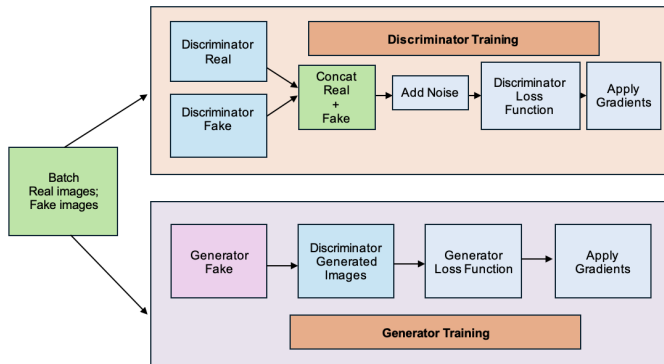 Discriminator Training
Discriminator
Real
Discriminator
Fake
Concat
Real
+
Fake
Add Noise
Discriminator
Loss
Function
Apply
Gradients
Batch
Real images;
Fake images
Generator
Fake
Discriminator
Generated
Images
Generator
Loss Function
Apply
Gradients
Generator Training